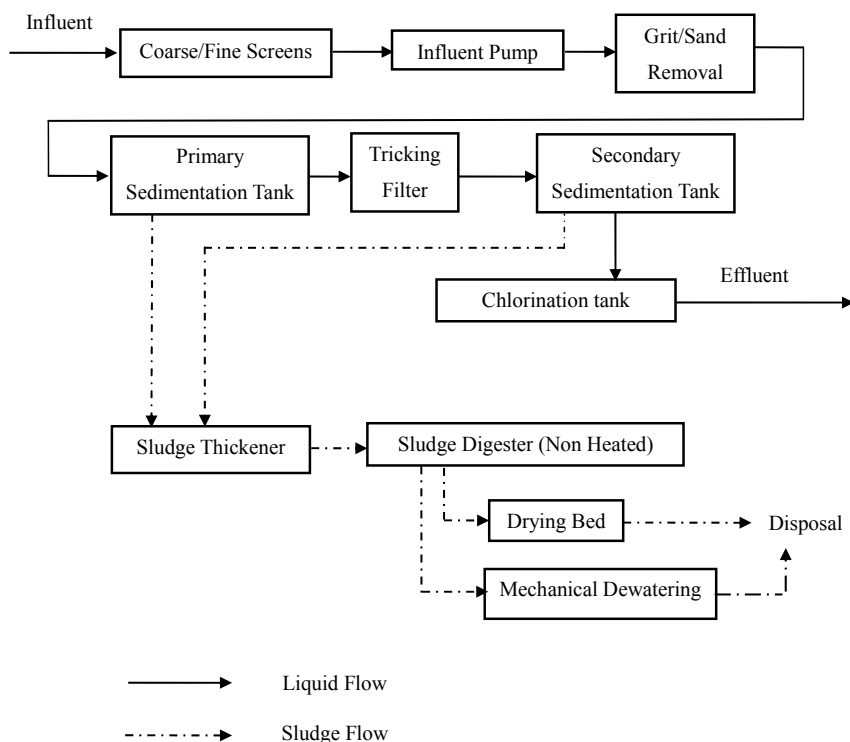 Influent
Coarse/Fine Screens
Influent Pump
Grit/Sand
Removal
Primary
Sedimentation Tank
Tricking
Filter
Secondary
Sedimentation Tank
Chlorination tank
Effluent
Sludge Thickener
Sludge Digester (Non Heated)
Drying Bed
Disposal
Mechanical Dewatering
Liquid Flow
Sludge Flow